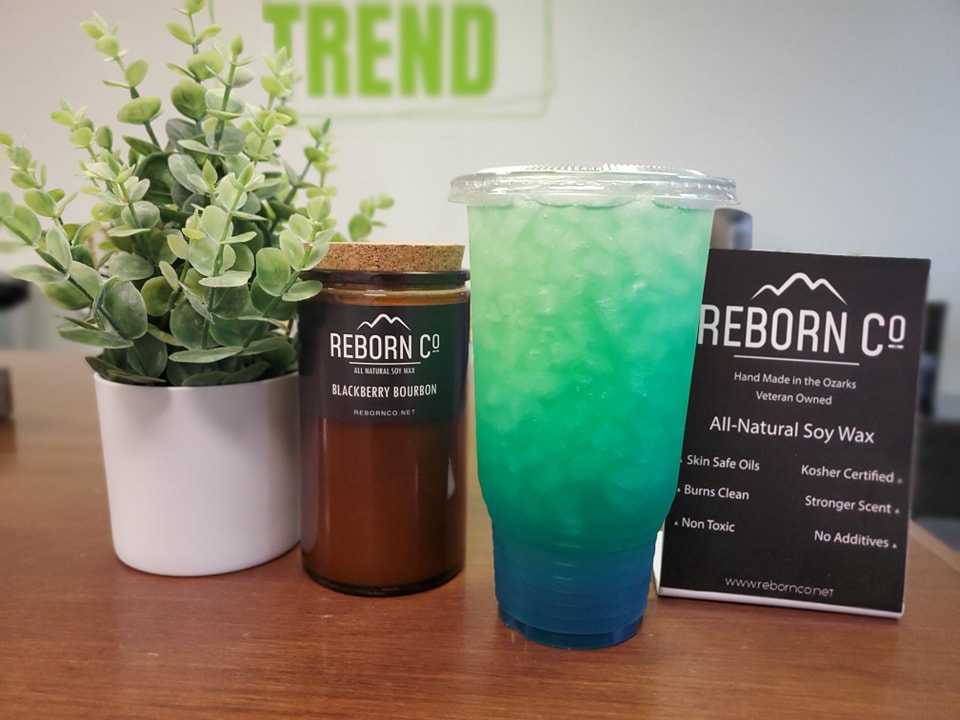 TREND
REBORN CO
ALL NATURAL SOY WAX
BLACKBERRY BOURBON
REBORNCO.NET
REBORN CO
Hand Made in the Ozarks
Veteran Owned
All-Natural Soy Wax
Skin Safe Oils
Kosher Certified
Burns Clean
Stronger Scent
Non Toxic
No Additives
www.rebornco.net